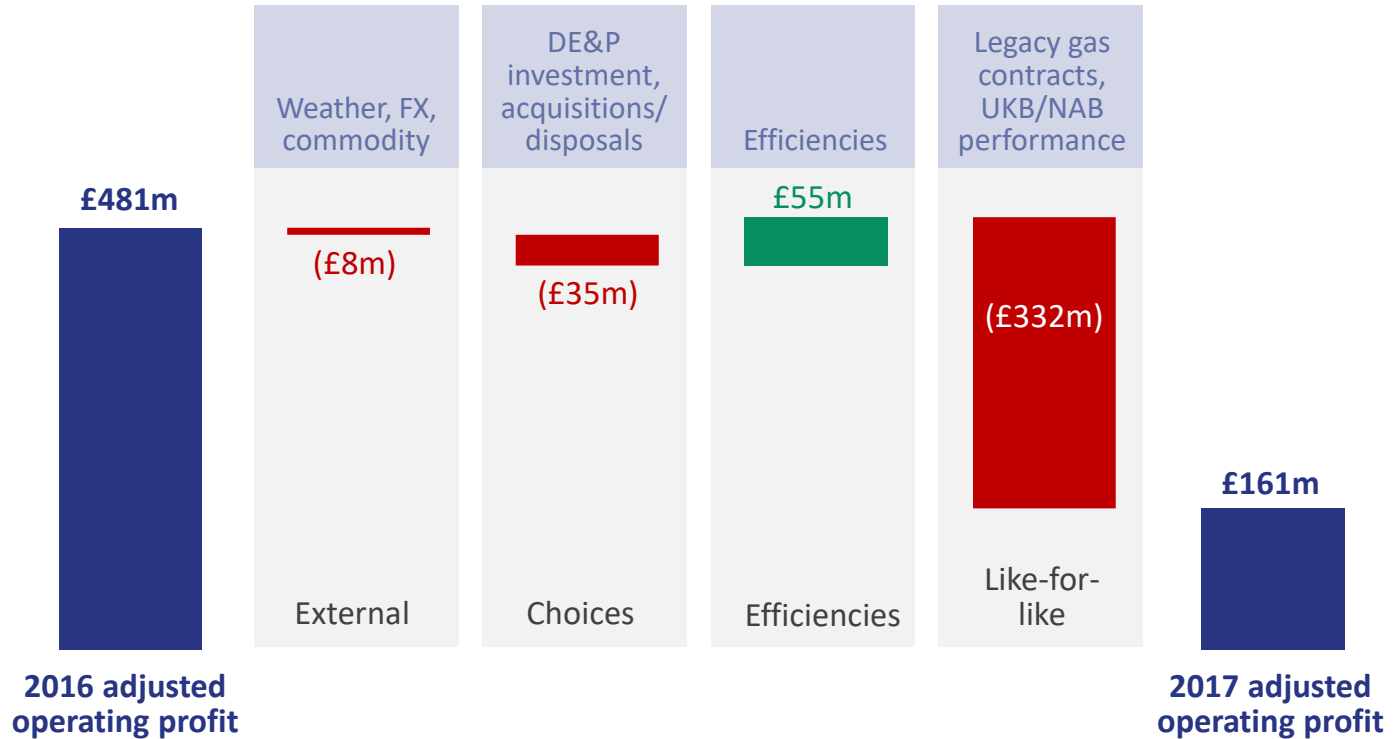 Weather, FX,
commodity
DE&P
investment,
acquisitions/
disposals
Efficiencies
Legacy gas
contracts,
UKB/NAB
performance
£481m
(£8m)
(£35m)
£55m
(£332m)
£161m
External
Choices
Efficiencies
Like-for-
like
2016 adjusted
operating profit
2017 adjusted
operating profit